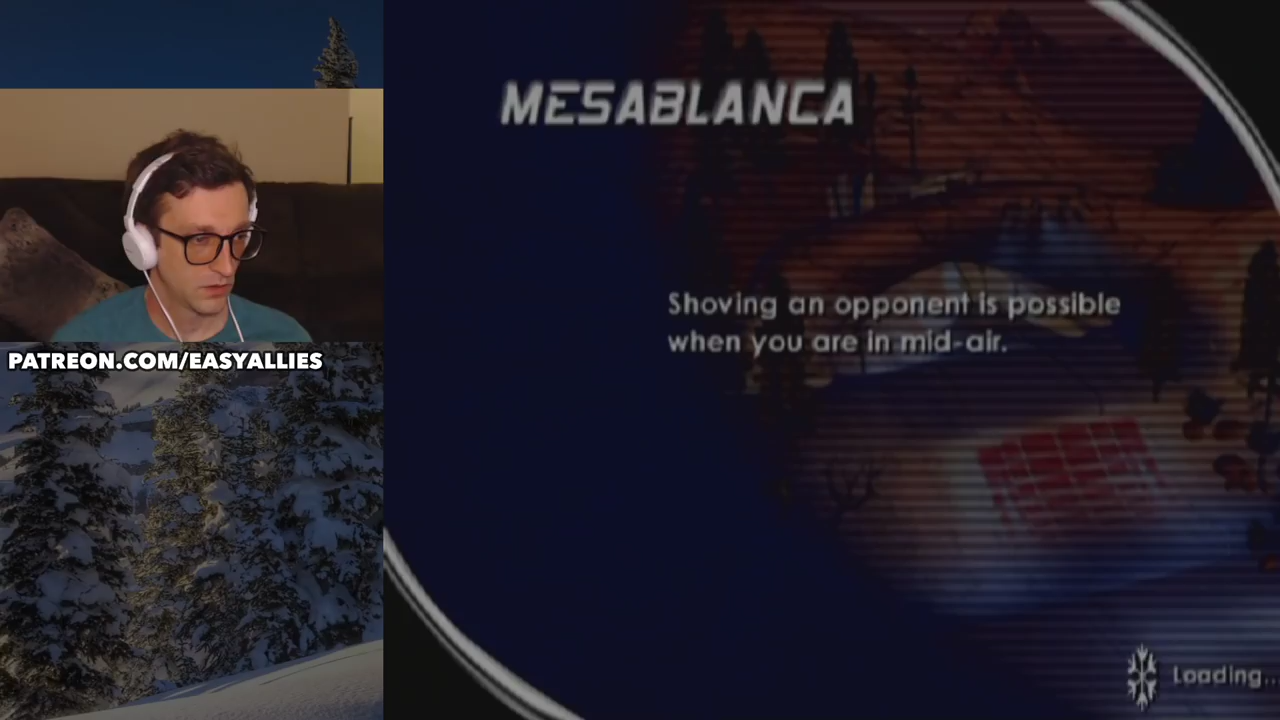 MESABLANCA
Shoving an opponent is possible
when you are in mid-air.
PATREON.COM/EASYALLIES
Loading...